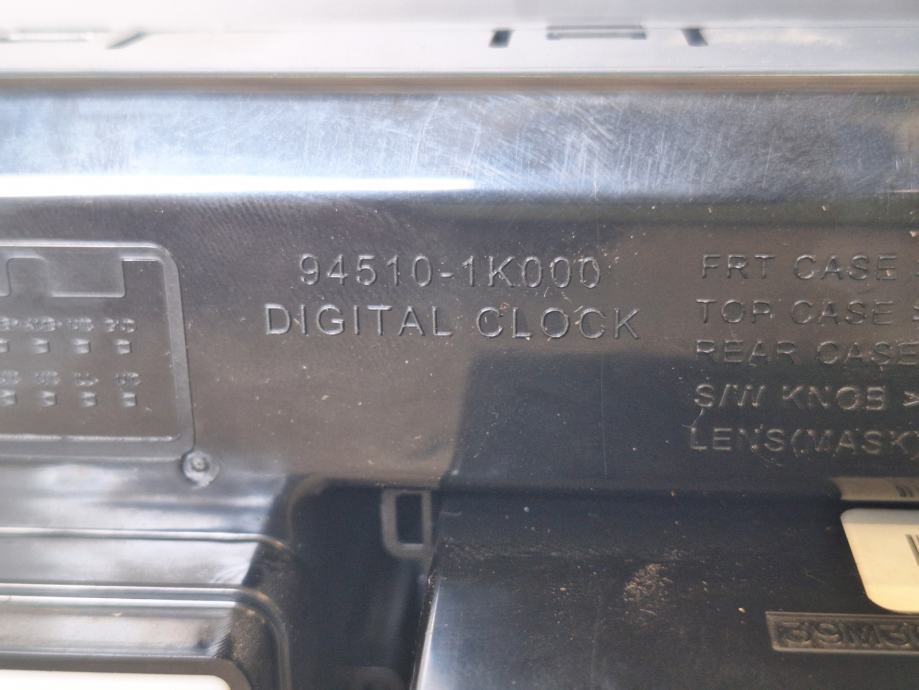 94510-1K000
DIGITAL CLOCK
FRT CASE
TOP CASE
REAR CASE
S/W KNOB >
LENS(MASK)